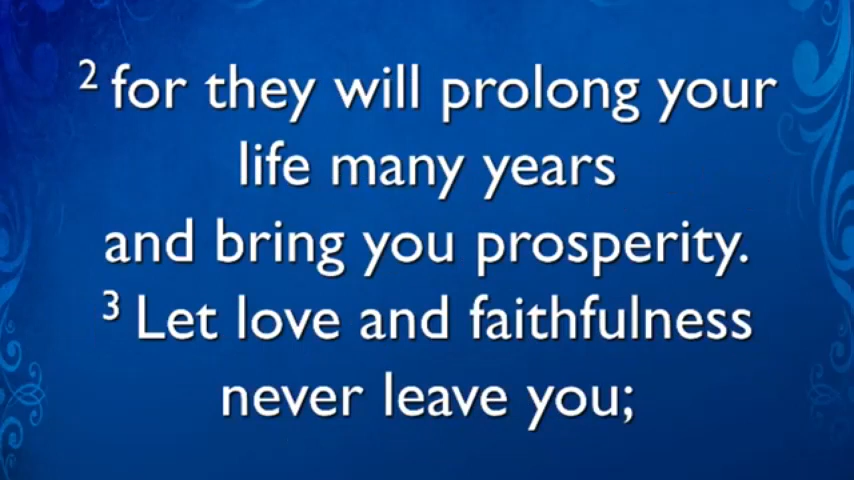 2 for they will prolong your
life many years
and bring you prosperity.
3 Let love and faithfulness
never leave you;